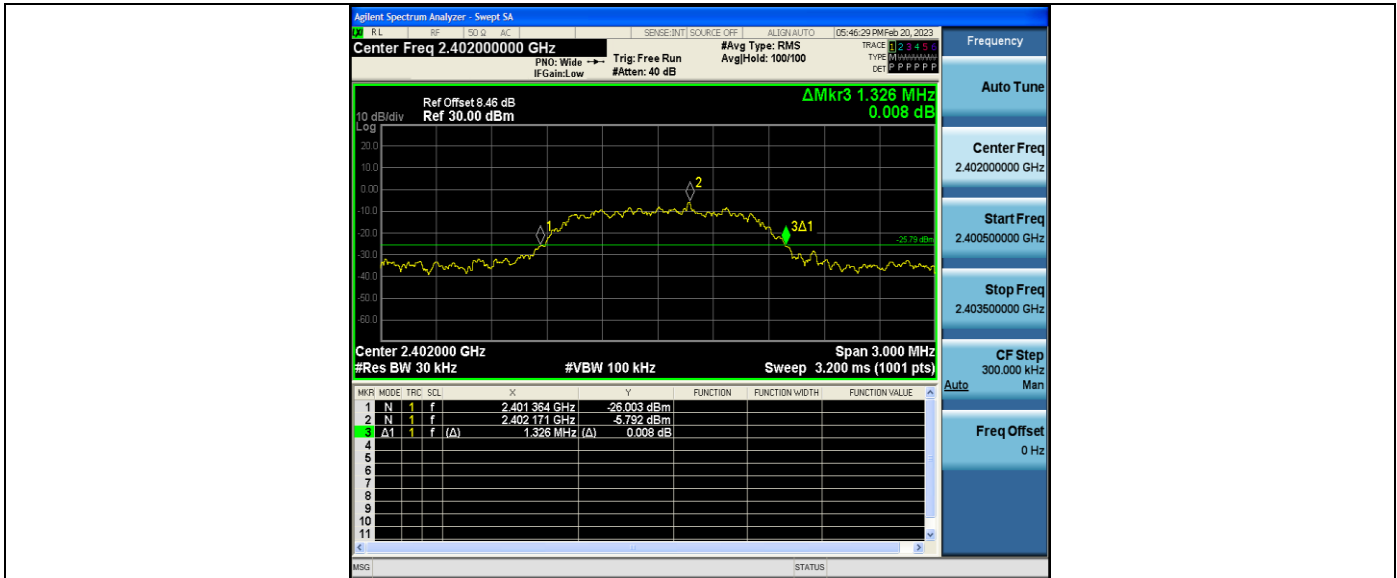 Agilent Spectrum Analyzer - Swept SA
RL RF 50 Ω AC SENSE:INT SOURCE OFF ALIGN AUTO 05:46:29 PM Feb 20, 2023
Center Freq 2.402000000 GHz
PNO: Wide
IFGain:Low
Trig: Free Run
#Atten: 40 dB
#Avg Type: RMS
Avg|Hold: 100/100
TRACE 1 2 3 4 5 6
TYPE M WWWWW
DET P P P P P P
Ref Offset 8.46 dB
10 dB/div Ref 30.00 dBm
Log
ΔMkr3 1.326 MHz
0.008 dB
20.0
10.0
0.00
-10.0
-20.0
-30.0
-40.0
-50.0
-60.0
1
2
3Δ1
-25.79 dBm
Center 2.402000 GHz Span 3.000 MHz
#Res BW 30 kHz #VBW 100 kHz Sweep 3.200 ms (1001 pts)
MKR MODE TRC SCL X Y FUNCTION FUNCTION WIDTH FUNCTION VALUE
1 N 1 f 2.401 364 GHz -26.003 dBm
2 N 1 f 2.402 171 GHz -5.792 dBm
3 Δ1 1 f (Δ) 1.326 MHz (Δ) 0.008 dB
4
5
6
7
8
9
10
11
MSG STATUS
Frequency
Auto Tune
Center Freq
2.402000000 GHz
Start Freq
2.400500000 GHz
Stop Freq
2.403500000 GHz
CF Step
300.000 kHz
Auto Man
Freq Offset
0 Hz